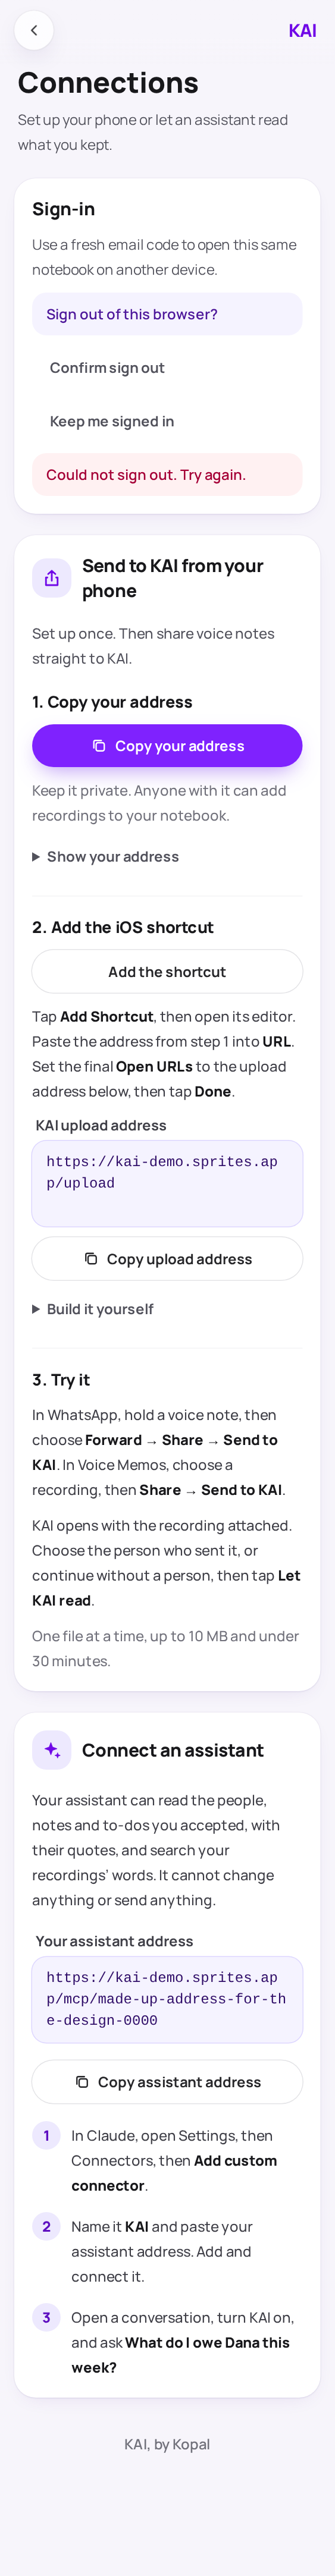 KAI
Connections
Set up your phone or let an assistant read
what you kept.
Sign-in
Use a fresh email code to open this same
notebook on another device.
Sign out of this browser?
Confirm sign out
Keep me signed in
Could not sign out. Try again.
Send to KAI from your
phone
Set up once. Then share voice notes
straight to KAI.
1. Copy your address
Copy your address
Keep it private. Anyone with it can add
recordings to your notebook.
Show your address
2. Add the iOS shortcut
Add the shortcut
Tap Add Shortcut, then open its editor.
Paste the address from step 1 into URL.
Set the final Open URLs to the upload
address below, then tap Done.
KAI upload address
https://kai-demo.sprites.ap
p/upload
Copy upload address
Build it yourself
3. Try it
In WhatsApp, hold a voice note, then
choose Forward → Share → Send to
KAI. In Voice Memos, choose a
recording, then Share → Send to KAI.
KAI opens with the recording attached.
Choose the person who sent it, or
continue without a person, then tap Let
KAI read.
One file at a time, up to 10 MB and under
30 minutes.
Connect an assistant
Your assistant can read the people,
notes and to-dos you accepted, with
their quotes, and search your
recordings’ words. It cannot change
anything or send anything.
Your assistant address
https://kai-demo.sprites.ap
p/mcp/made-up-address-for-th
e-design-0000
Copy assistant address
1 In Claude, open Settings, then
Connectors, then Add custom
connector.
2 Name it KAI and paste your
assistant address. Add and
connect it.
3 Open a conversation, turn KAI on,
and ask What do I owe Dana this
week?
KAI, by Kopal